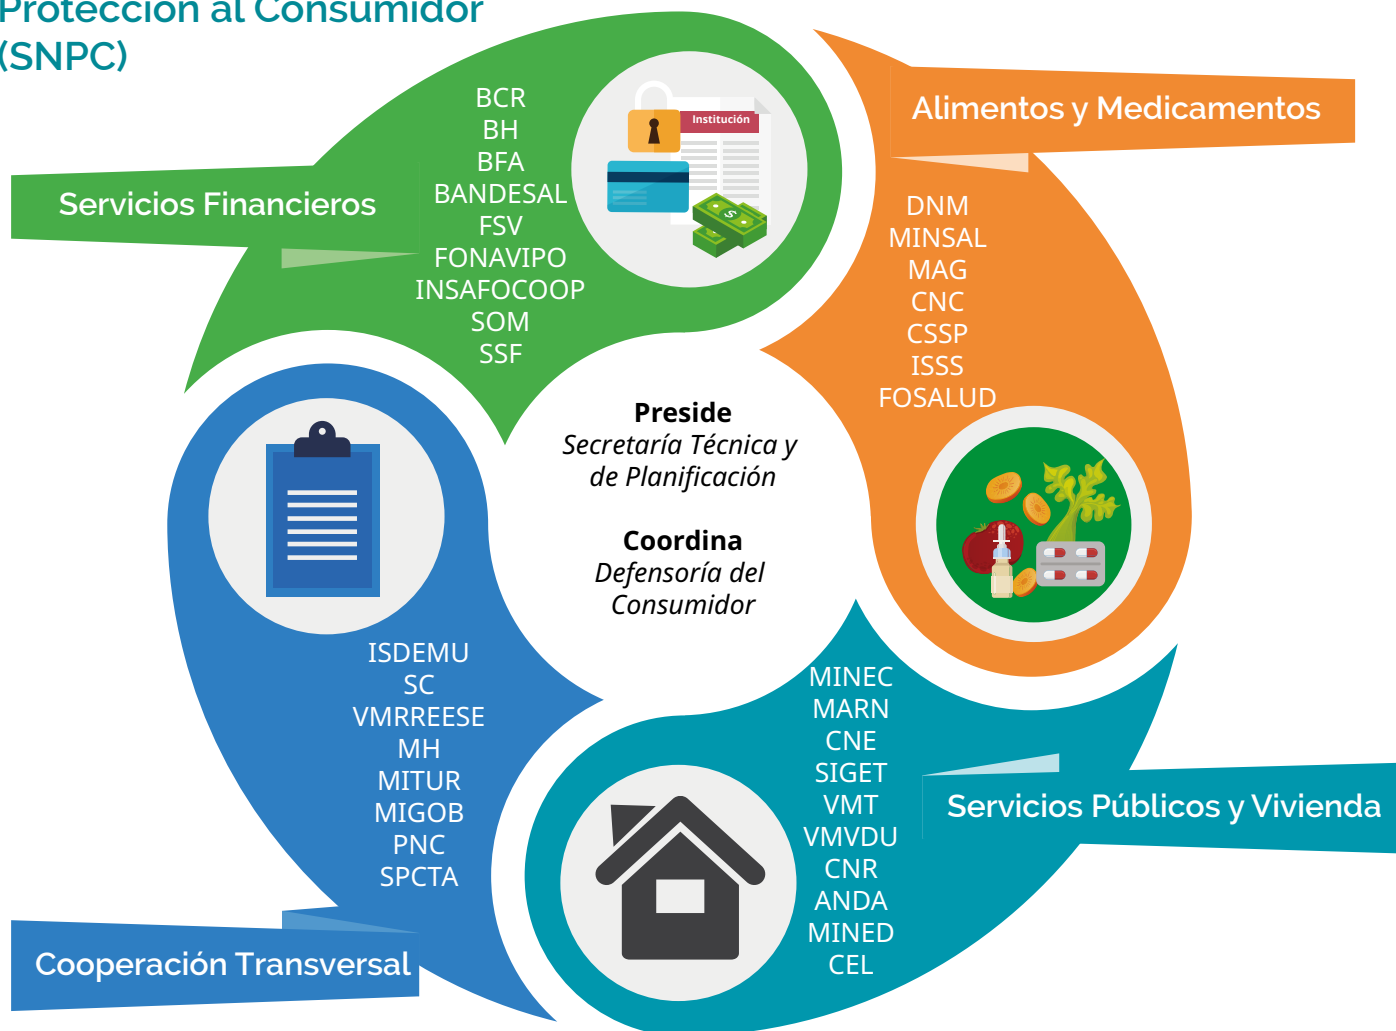 Protección al Consumidor
(SNPC)
Servicios Financieros
BCR
BH
BFA
BANDESAL
FSV
FONAVIPO
INSAFOCOOP
SOM
SSF
Institución
$
Alimentos y Medicamentos
DNM
MINSAL
MAG
CNC
CSSP
ISSS
FOSALUD
Preside
Secretaría Técnica y
de Planificación
Coordina
Defensoría del
Consumidor
ISDEMU
SC
VMRREESE
MH
MITUR
MIGOB
PNC
SPCTA
Cooperación Transversal
MINEC
MARN
CNE
SIGET
VMT
VMVDU
CNR
ANDA
MINED
CEL
Servicios Públicos y Vivienda